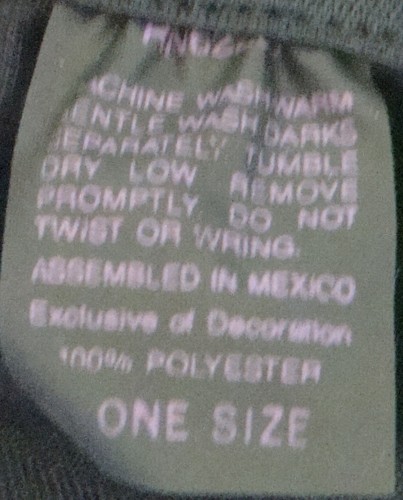 MACHINE WASH WARM
GENTLE WASH DARKS
SEPARATELY TUMBLE
DRY LOW REMOVE
PROMPTLY DO NOT
TWIST OR WRING.
ASSEMBLED IN MEXICO
Exclusive of Decoration
100% POLYESTER
ONE SIZE